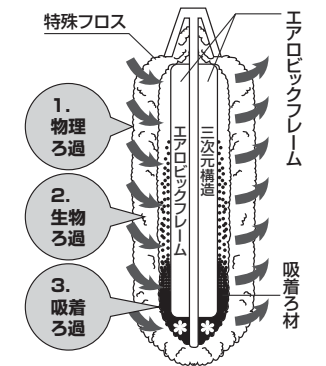 特殊フロス
エアロビックフレーム
1.
物理
ろ過
エアロビックフレーム
三次元構造
2.
生物
ろ過
3.
吸着
ろ過
吸着ろ材